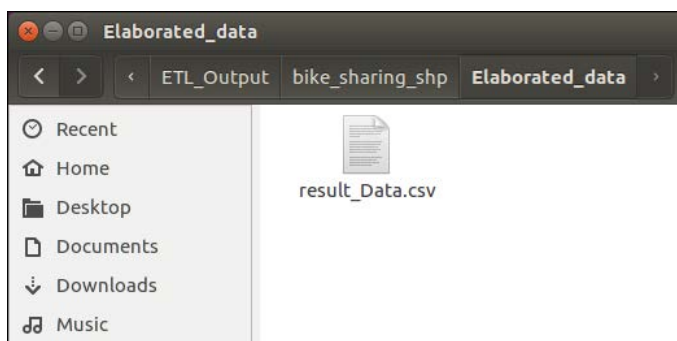 Elaborated_data
ETL_Output bike_sharing_shp Elaborated_data
Recent
Home
Desktop
Documents
Downloads
Music
result_Data.csv